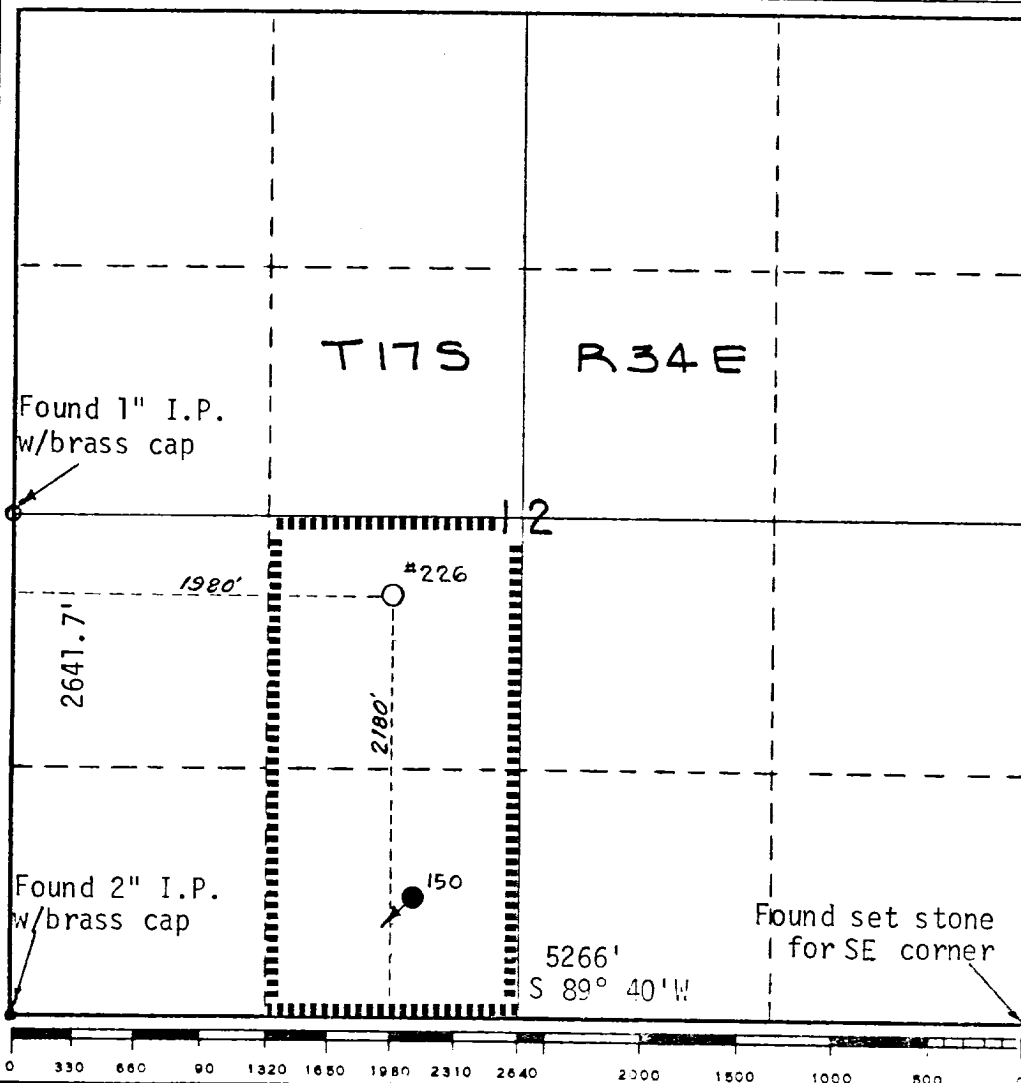 T17S R34E
Found 1" I.P.
w/brass cap
12
#226
1980'
2641.7'
2180'
150
Found 2" I.P.
w/brass cap
Found set stone
for SE corner
5266'
S 89° 40'W
0 330 660 90 1320 1650 1980 2310 2640 2000 1500 1000 500